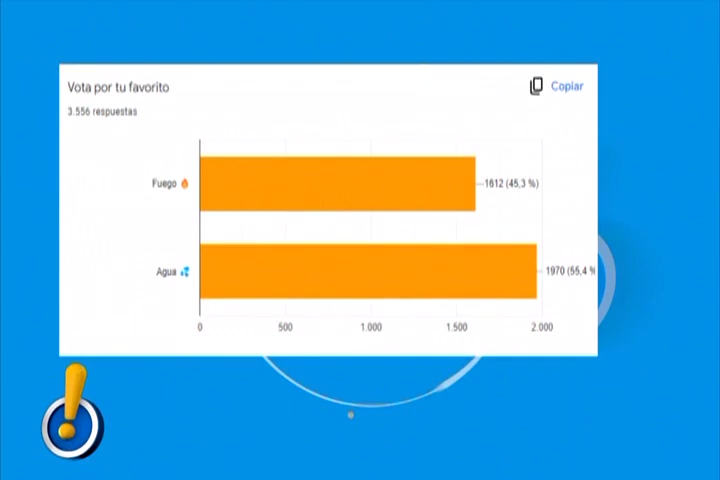 Vota por tu favorito
Copiar
3.556 respuestas
Fuego 🔥 1612 (45,3 %)
Agua 💦 1970 (55,4 %
0 500 1.000 1.500 2.000